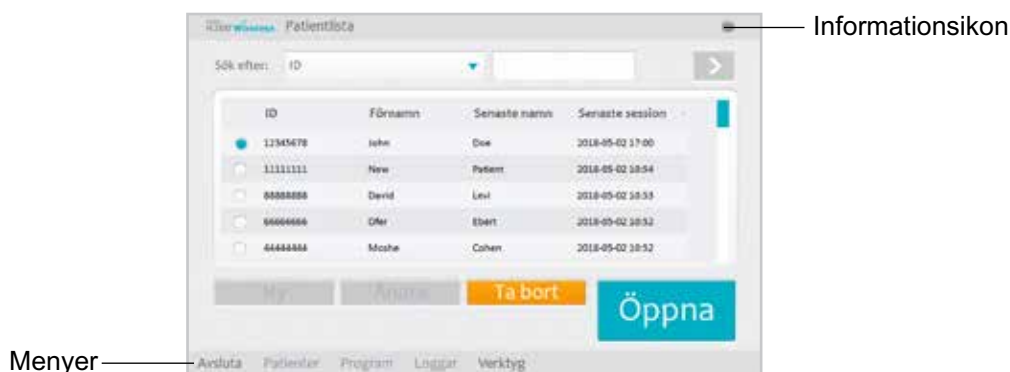 Patientlista
Informationsikon
Sök efter: ID
ID Förnamn Senaste namn Senaste session
12345678 John Doe 2018-05-02 17:00
11111111 New Patient 2018-05-02 10:54
88888888 David Levi 2018-05-02 10:53
66666666 Ofer Ebert 2018-05-02 10:52
44444444 Moshe Cohen 2018-05-02 10:52
Ny Ändra Ta bort Öppna
Menyer Avsluta Patienter Program Loggar Verktyg